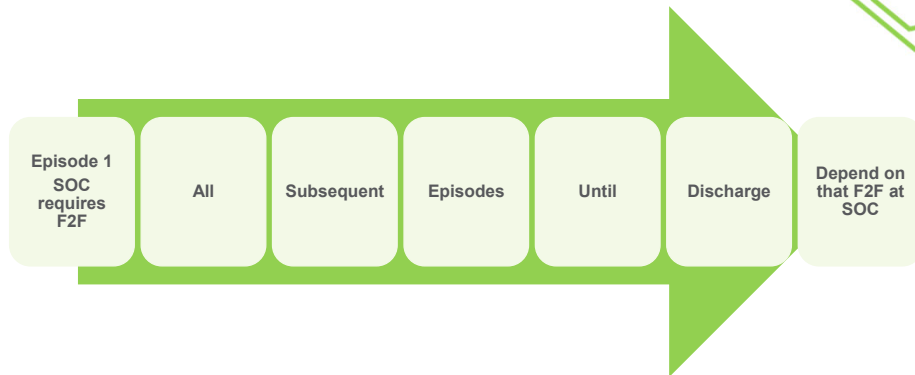 Episode 1
SOC
requires
F2F
All
Subsequent
Episodes
Until
Discharge
Depend on
that F2F at
SOC